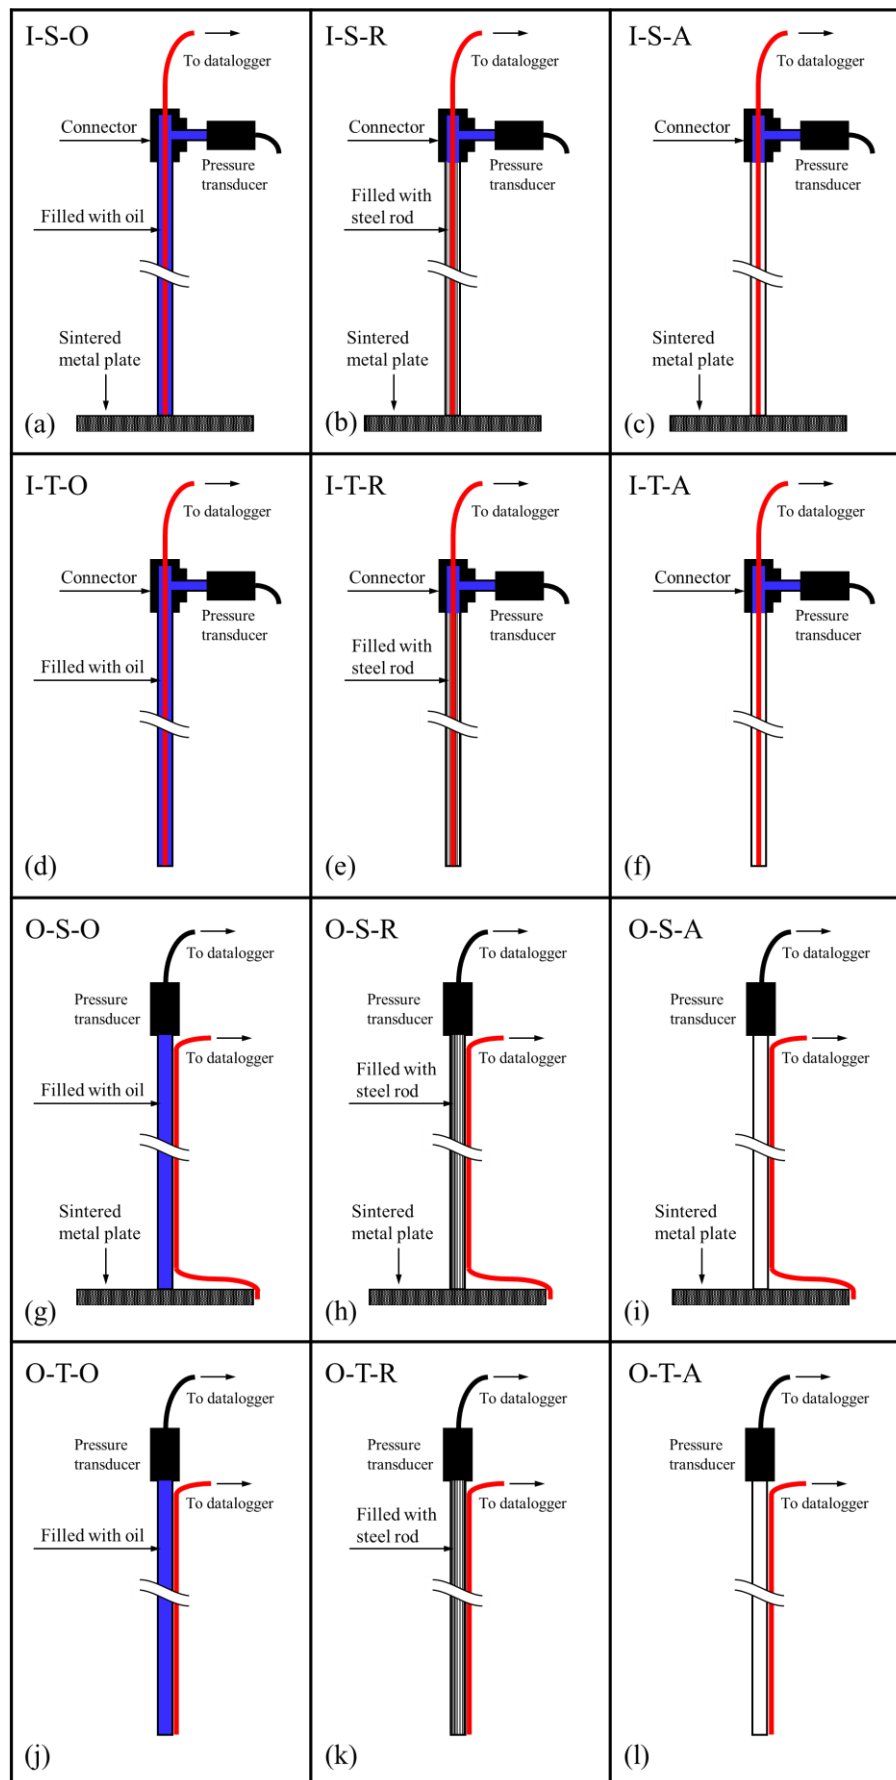 I-S-O
To datalogger
Connector
Pressure
transducer
Filled with oil
Sintered
metal plate
(a)
I-S-R
To datalogger
Connector
Pressure
transducer
Filled with
steel rod
Sintered
metal plate
(b)
I-S-A
To datalogger
Connector
Pressure
transducer
Sintered
metal plate
(c)
I-T-O
To datalogger
Connector
Pressure
transducer
Filled with oil
(d)
I-T-R
To datalogger
Connector
Pressure
transducer
Filled with
steel rod
(e)
I-T-A
To datalogger
Connector
Pressure
transducer
(f)
O-S-O
To datalogger
Pressure
transducer
To datalogger
Filled with oil
Sintered
metal plate
(g)
O-S-R
To datalogger
Pressure
transducer
To datalogger
Filled with
steel rod
Sintered
metal plate
(h)
O-S-A
To datalogger
Pressure
transducer
To datalogger
Sintered
metal plate
(i)
O-T-O
To datalogger
Pressure
transducer
To datalogger
Filled with oil
(j)
O-T-R
To datalogger
Pressure
transducer
To datalogger
Filled with
steel rod
(k)
O-T-A
To datalogger
Pressure
transducer
To datalogger
(l)